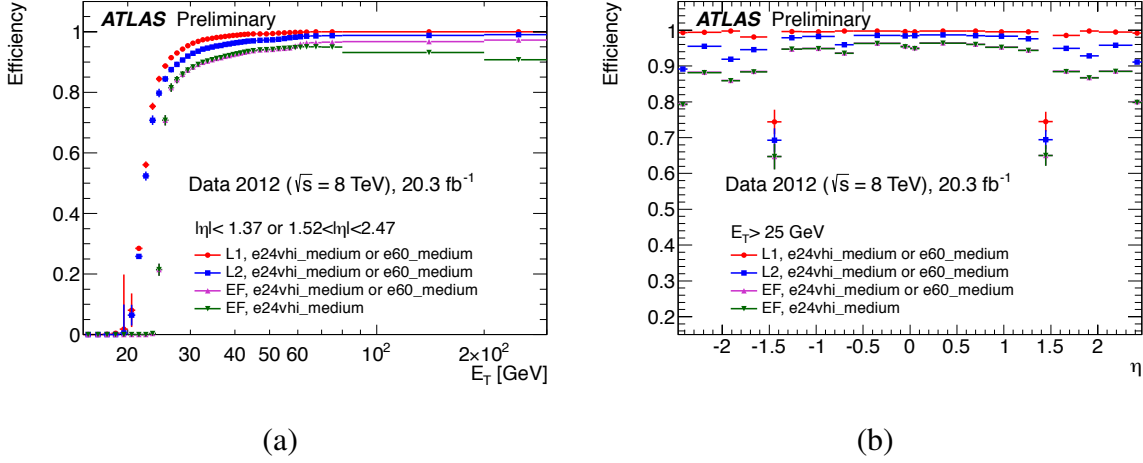 ATLAS Preliminary
Efficiency
1
0.8
0.6
0.4
0.2
0
Data 2012 (√s = 8 TeV), 20.3 fb⁻¹
|η|< 1.37 or 1.52<|η|<2.47
L1, e24vhi_medium or e60_medium
L2, e24vhi_medium or e60_medium
EF, e24vhi_medium or e60_medium
EF, e24vhi_medium
20 30 40 50 60 10² 2×10²
E_T [GeV]
(a)
ATLAS Preliminary
Efficiency
1
0.9
0.8
0.7
0.6
0.5
0.4
0.3
0.2
Data 2012 (√s = 8 TeV), 20.3 fb⁻¹
E_T> 25 GeV
L1, e24vhi_medium or e60_medium
L2, e24vhi_medium or e60_medium
EF, e24vhi_medium or e60_medium
EF, e24vhi_medium
-2 -1.5 -1 -0.5 0 0.5 1 1.5 2
η
(b)